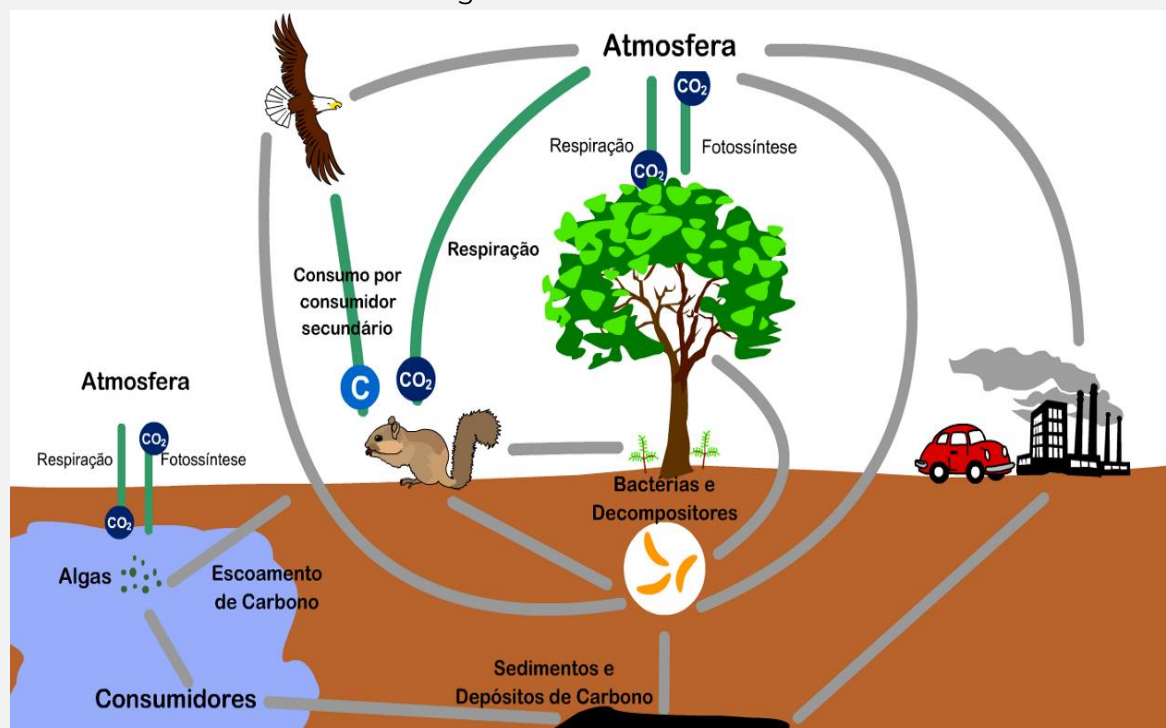 Atmosfera
CO₂
Respiração
Fotossíntese
CO₂
Respiração
Consumo por
consumidor
secundário
C
CO₂
Atmosfera
CO₂
Respiração
Fotossíntese
CO₂
Bactérias e
Decompositores
Algas
Escoamento
de Carbono
Sedimentos e
Depósitos de Carbono
Consumidores